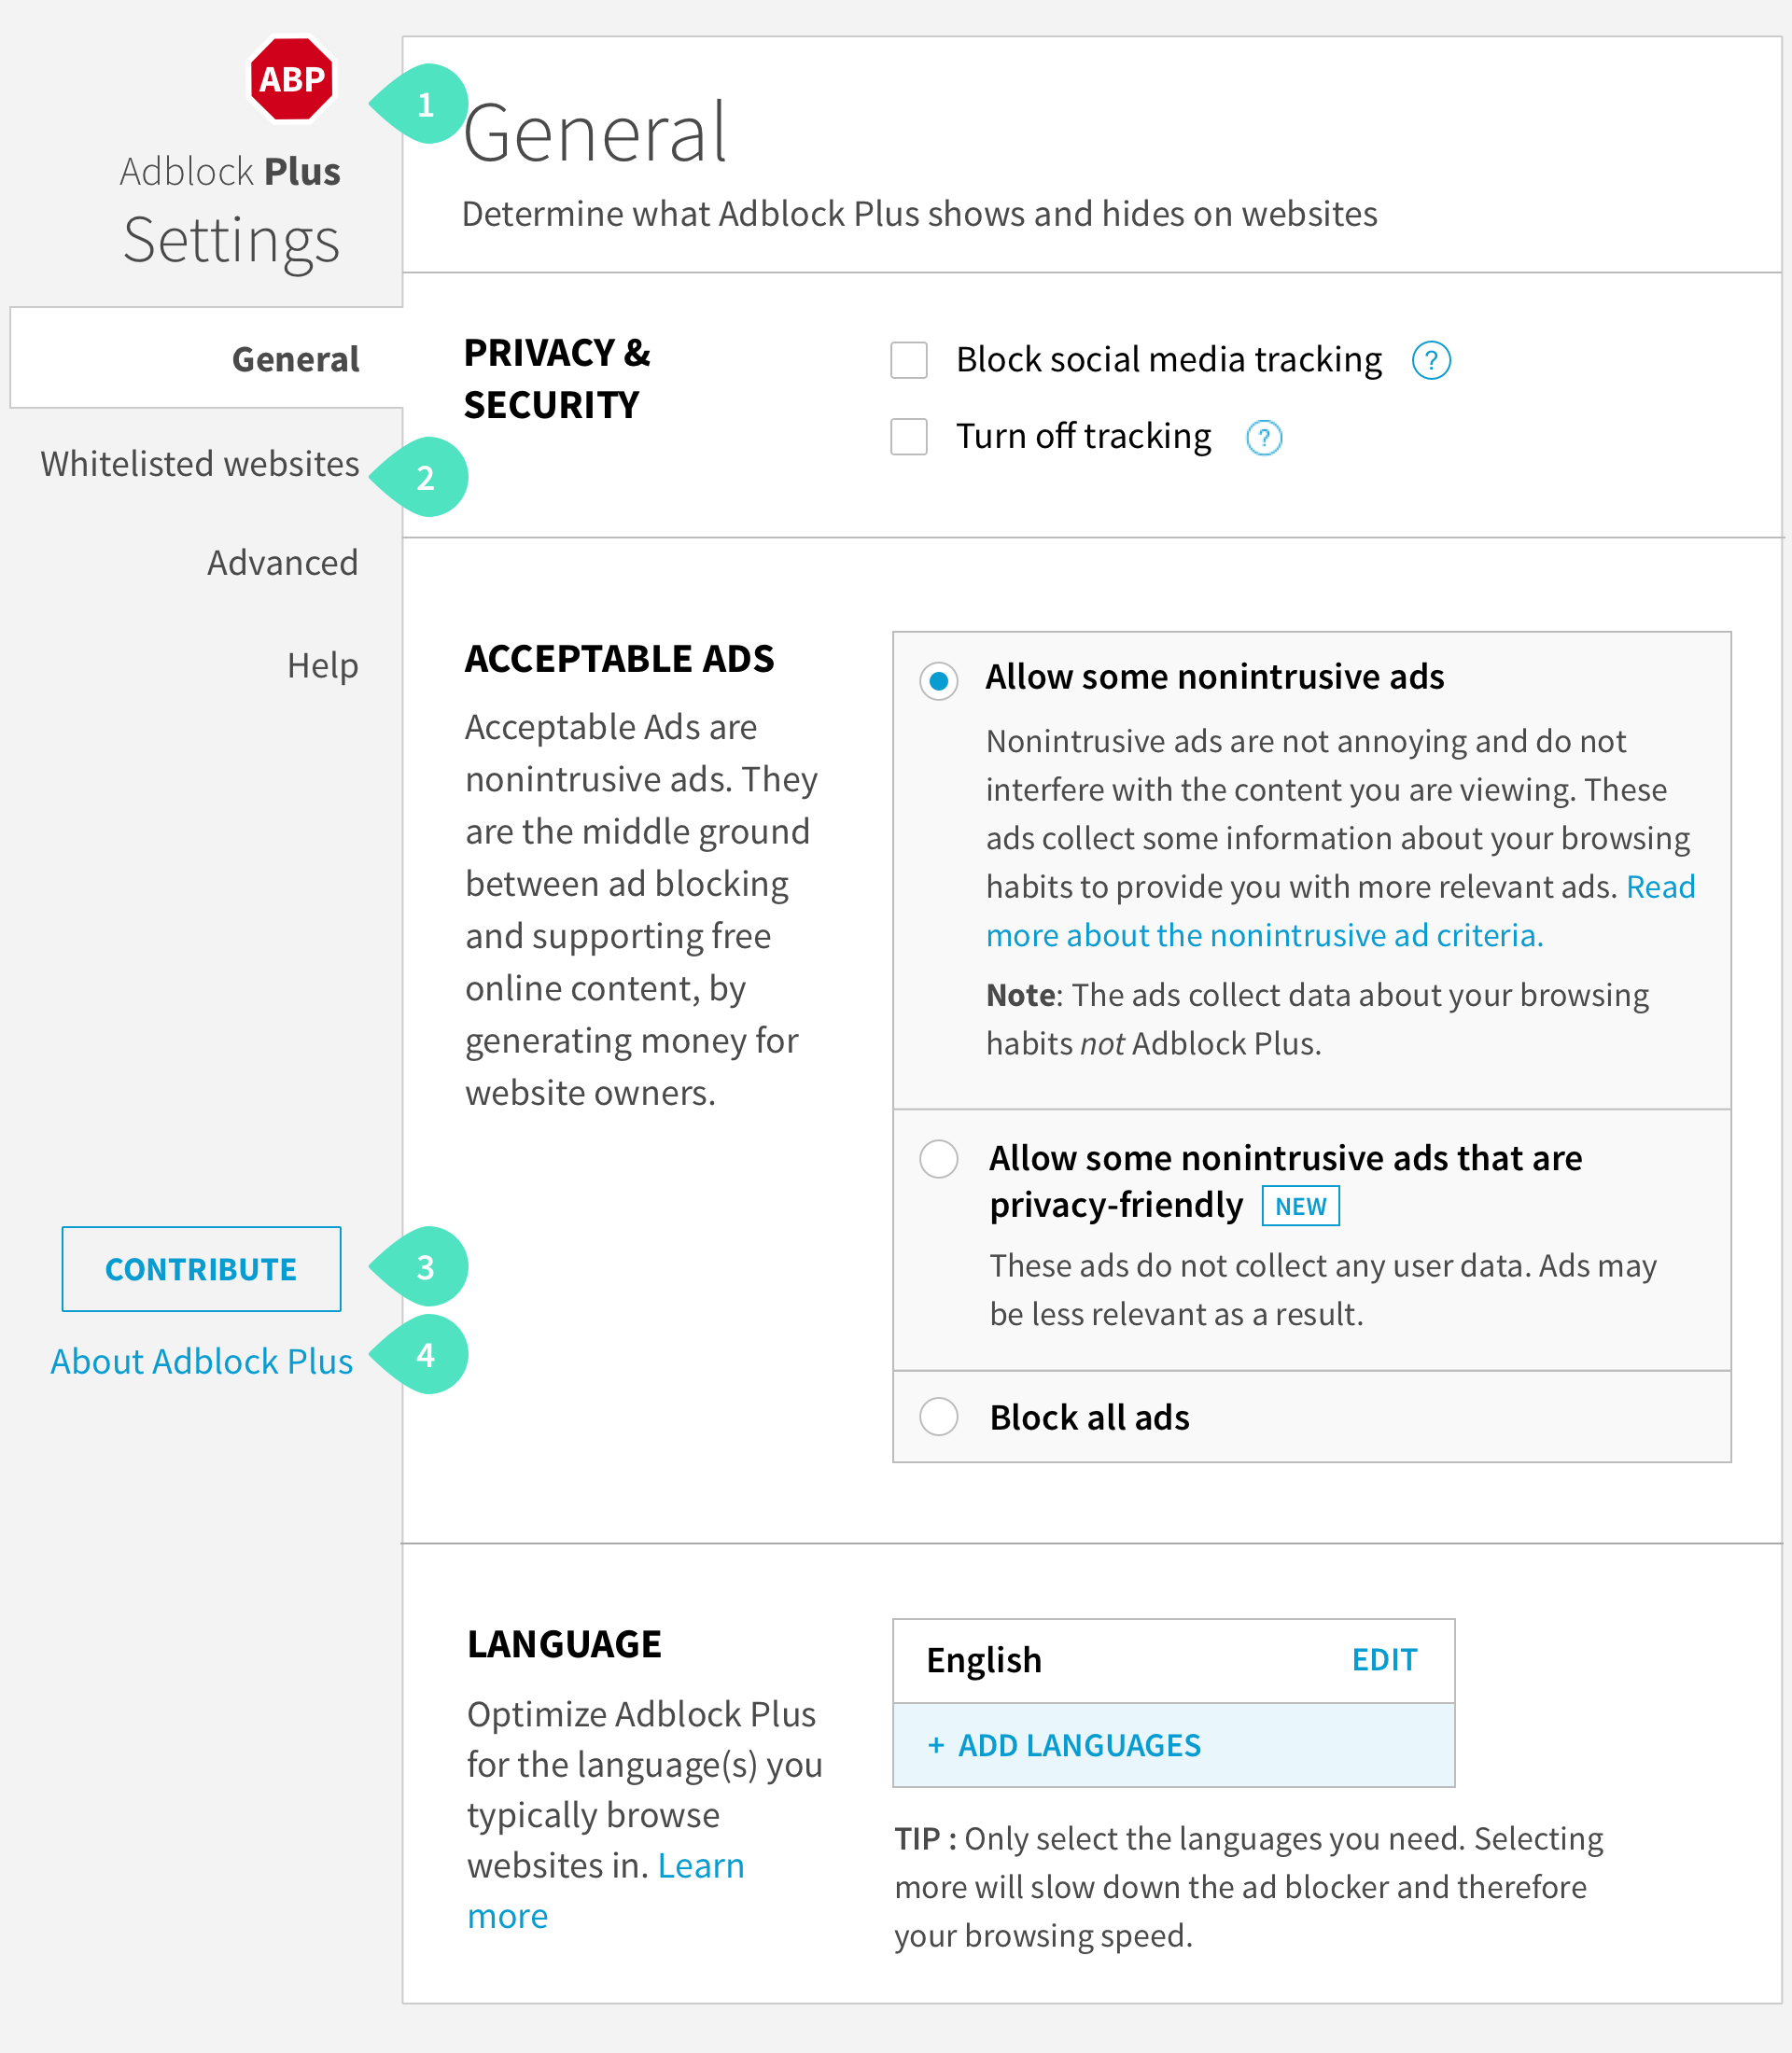 ABP
1
Adblock Plus
Settings
General
Whitelisted websites
2
Advanced
Help
CONTRIBUTE
3
About Adblock Plus
4
General
Determine what Adblock Plus shows and hides on websites
PRIVACY &
SECURITY
Block social media tracking ?
Turn off tracking ?
ACCEPTABLE ADS
Acceptable Ads are
nonintrusive ads. They
are the middle ground
between ad blocking
and supporting free
online content, by
generating money for
website owners.
Allow some nonintrusive ads
Nonintrusive ads are not annoying and do not
interfere with the content you are viewing. These
ads collect some information about your browsing
habits to provide you with more relevant ads. Read
more about the nonintrusive ad criteria.
Note: The ads collect data about your browsing
habits not Adblock Plus.
Allow some nonintrusive ads that are
privacy-friendly NEW
These ads do not collect any user data. Ads may
be less relevant as a result.
Block all ads
LANGUAGE
Optimize Adblock Plus
for the language(s) you
typically browse
websites in. Learn
more
English EDIT
+ ADD LANGUAGES
TIP : Only select the languages you need. Selecting
more will slow down the ad blocker and therefore
your browsing speed.